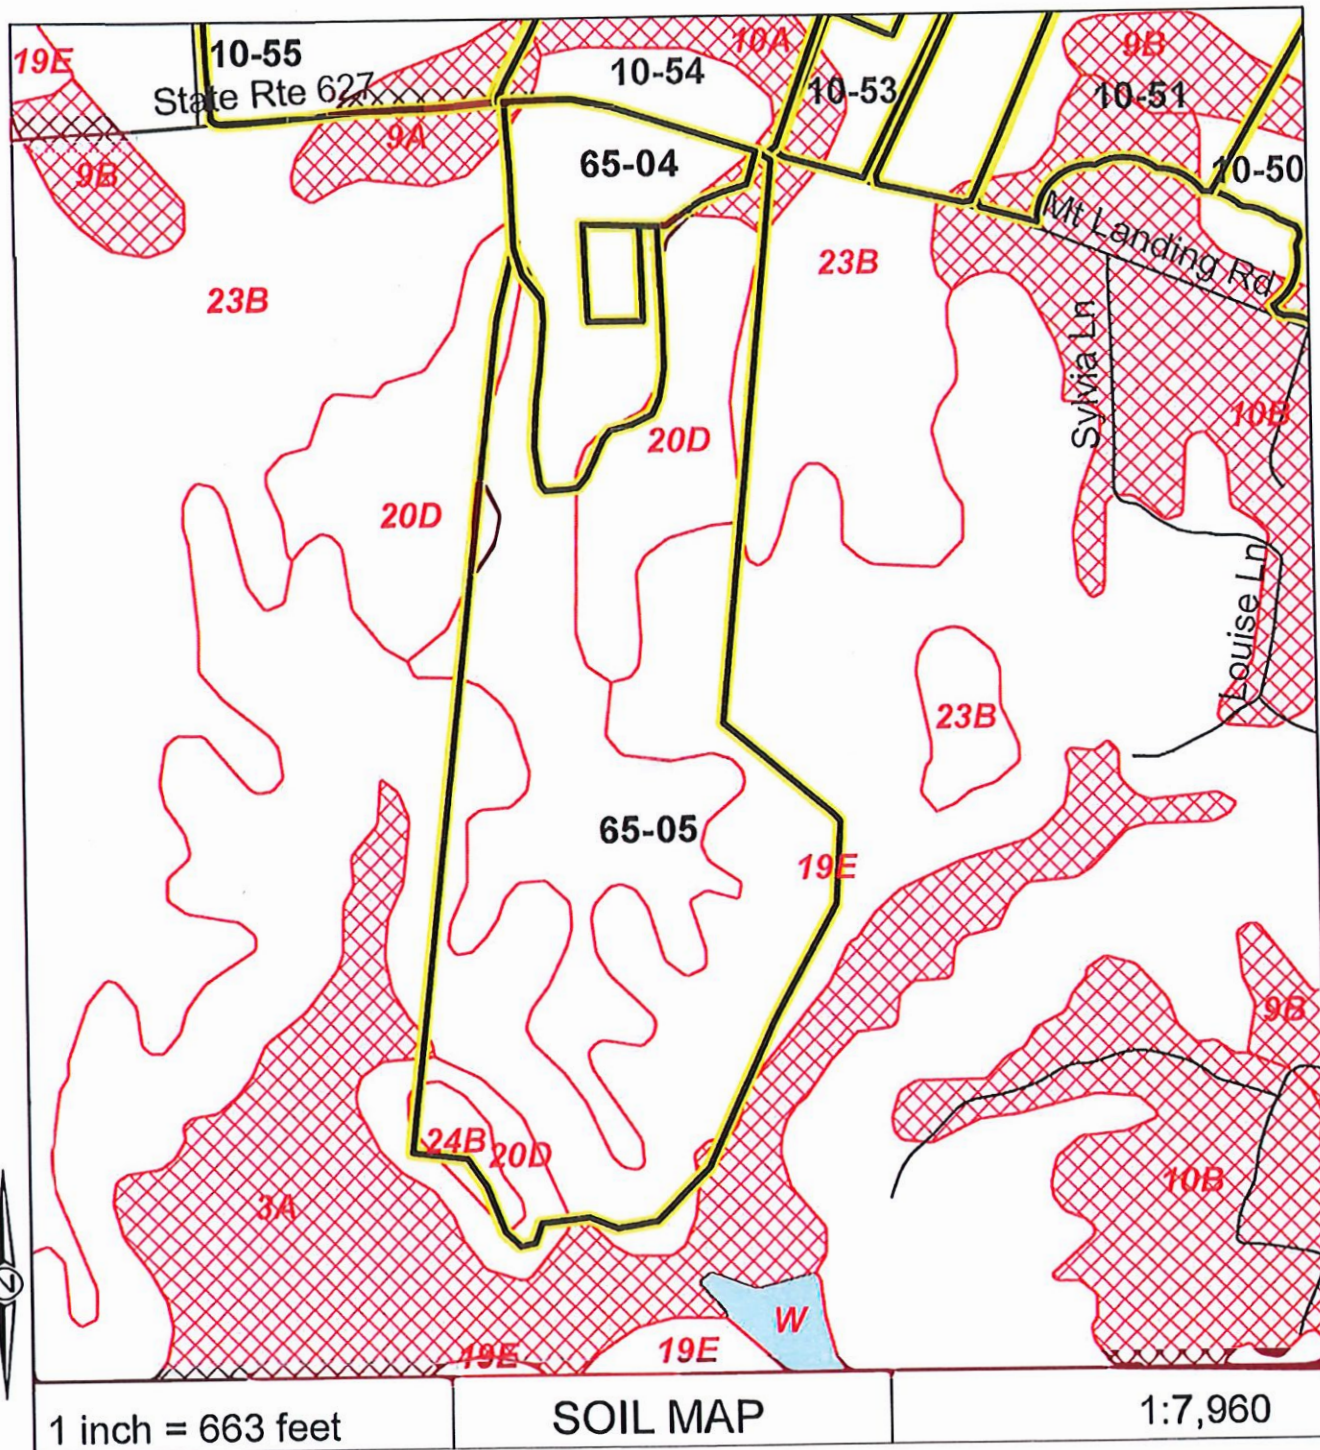 19E
10-55
10A
9B
10-54
State Rte 627
10-53
10-51
9A
65-04
10-50
9B
Mt Landing Rd
23B
23B
Sylvia Ln
10B
20D
20D
Louise Ln
23B
65-05
19E
9B
24B
20D
10B
3A
W
19E
19E
1 inch = 663 feet
SOIL MAP
1:7,960